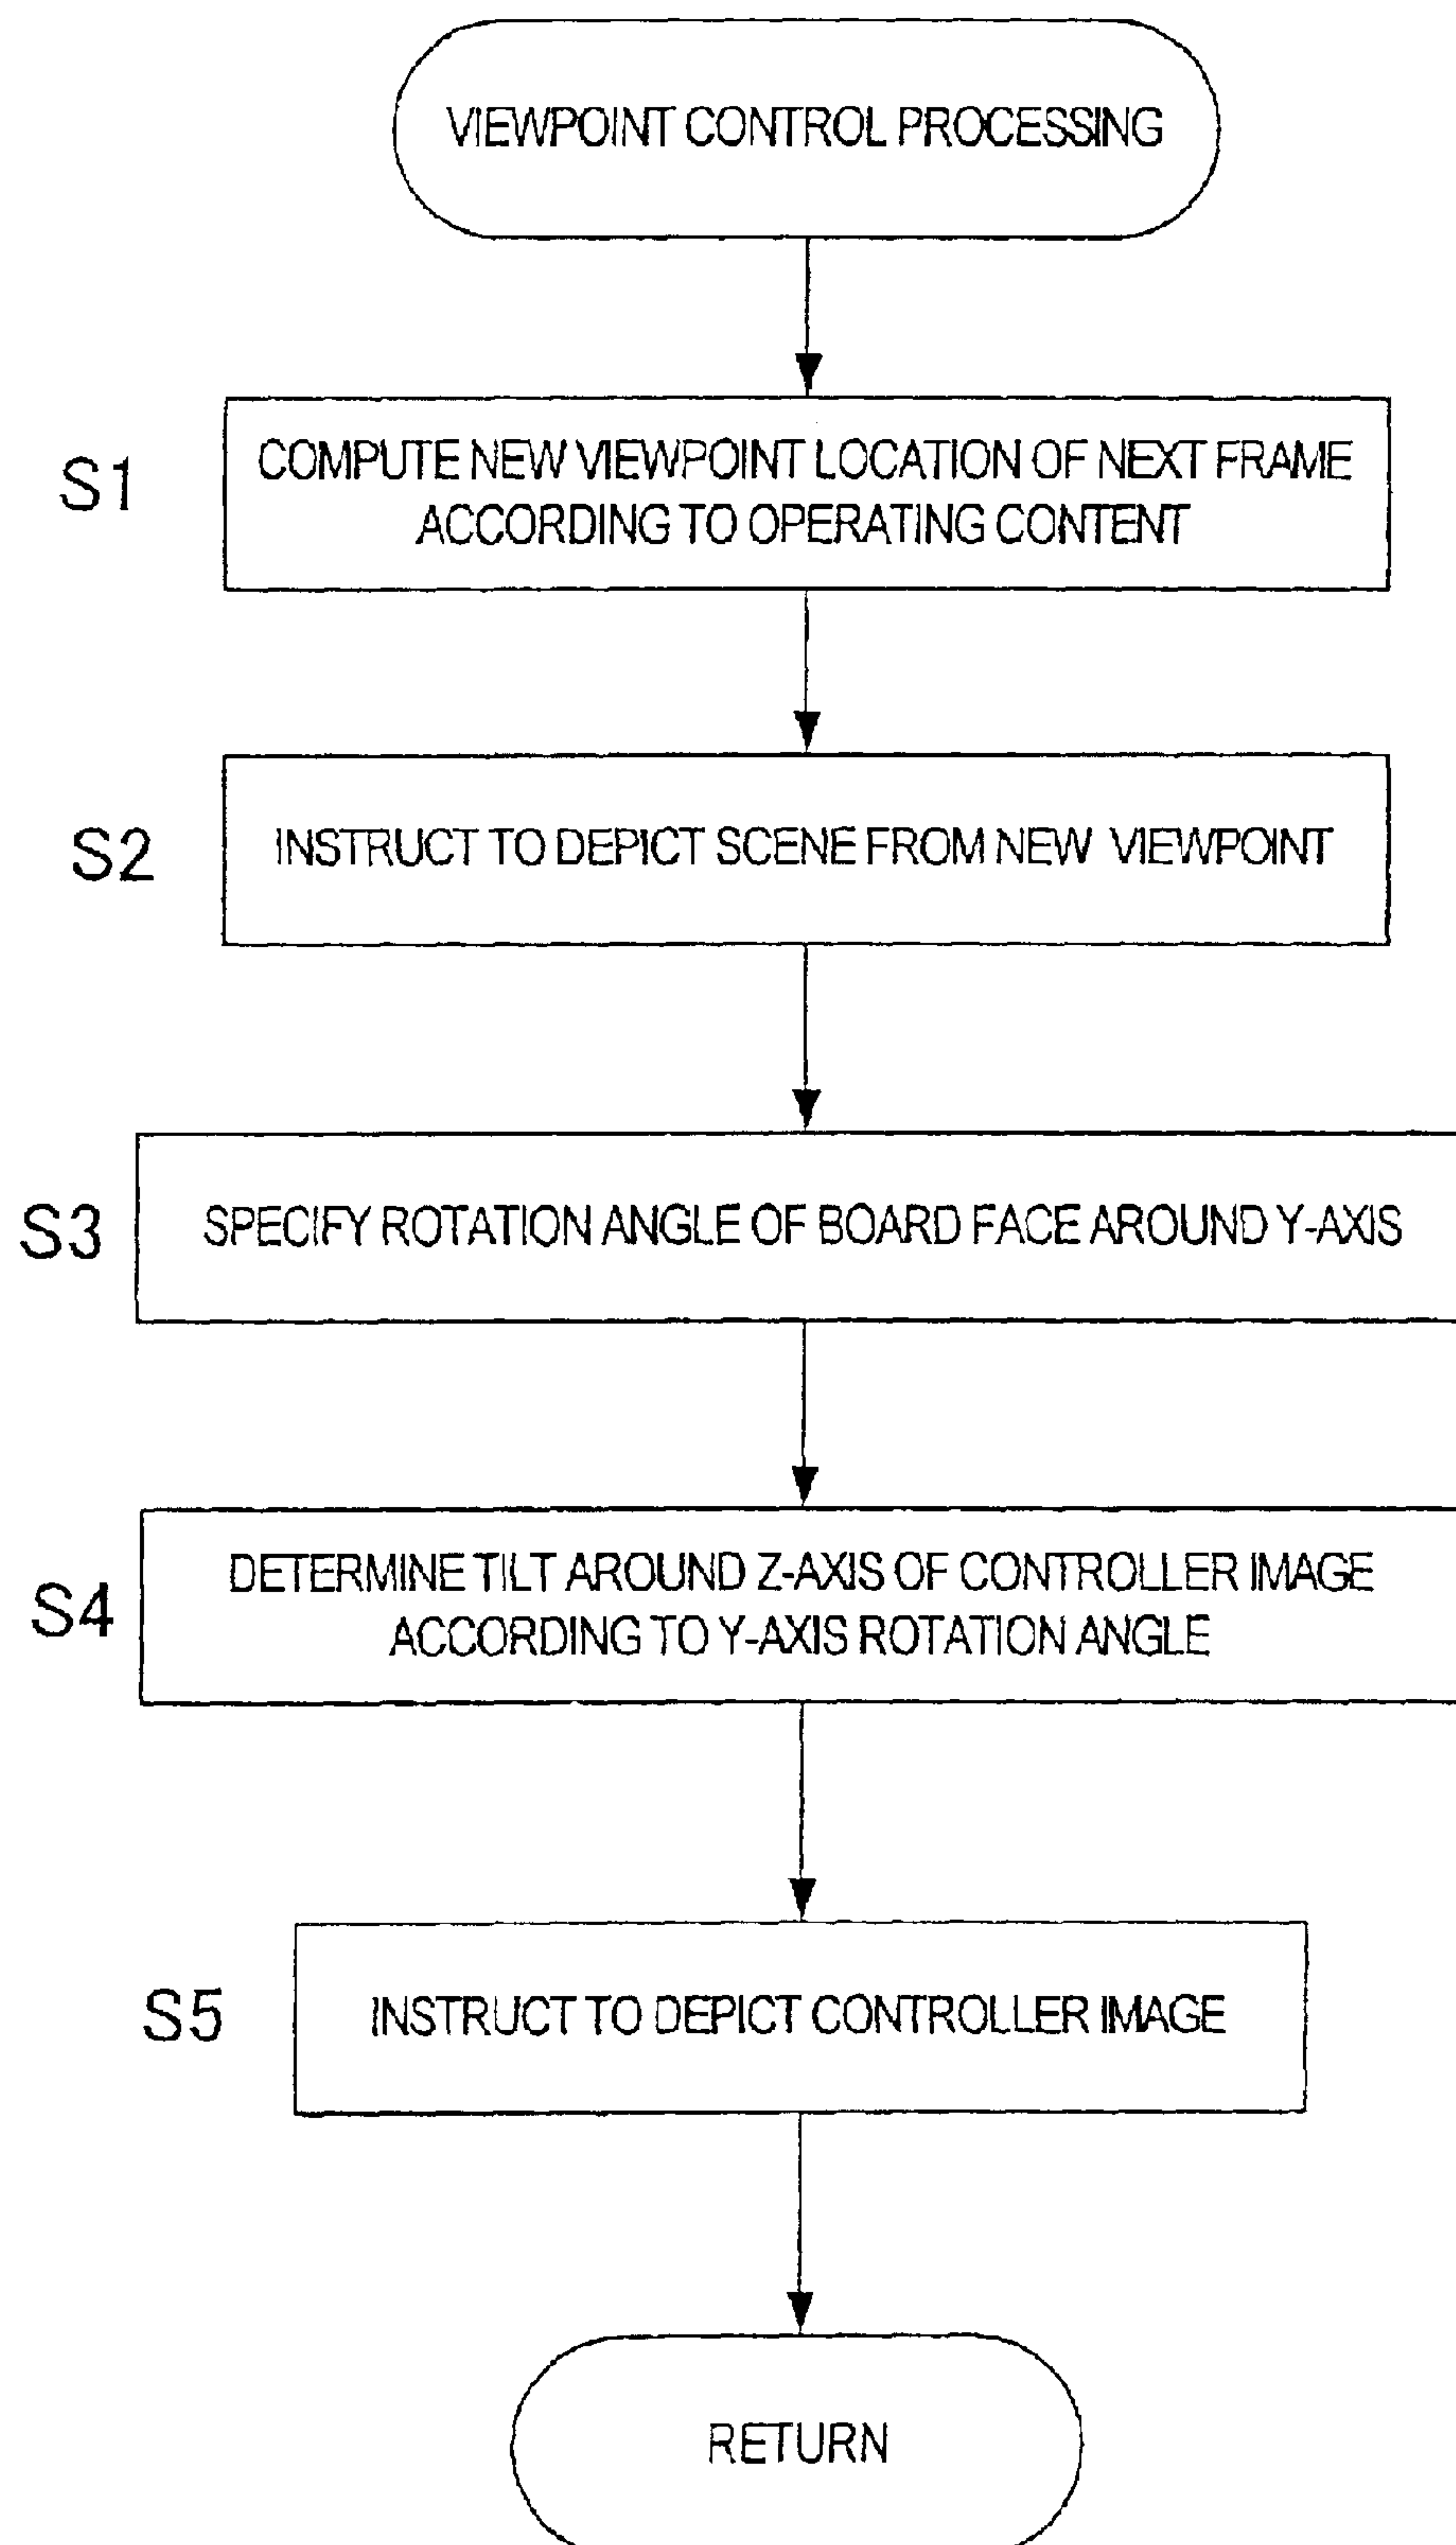 VIEWPOINT CONTROL PROCESSING
S1
COMPUTE NEW VIEWPOINT LOCATION OF NEXT FRAME
ACCORDING TO OPERATING CONTENT
S2
INSTRUCT TO DEPICT SCENE FROM NEW VIEWPOINT
S3
SPECIFY ROTATION ANGLE OF BOARD FACE AROUND Y-AXIS
S4
DETERMINE TILT AROUND Z-AXIS OF CONTROLLER IMAGE
ACCORDING TO Y-AXIS ROTATION ANGLE
S5
INSTRUCT TO DEPICT CONTROLLER IMAGE
RETURN